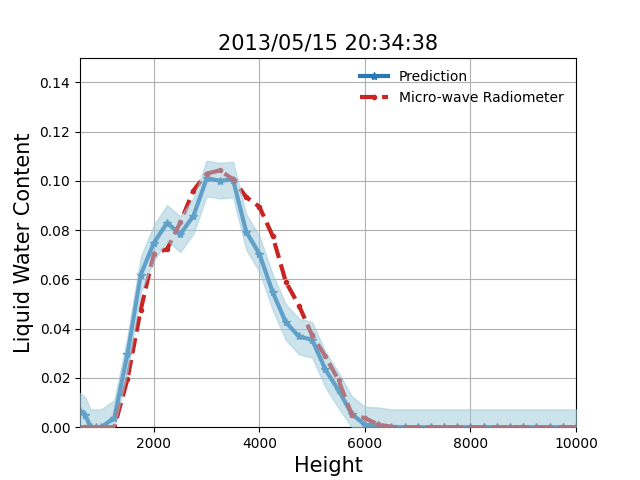 2013/05/15 20:34:38
Prediction
Micro-wave Radiometer
Liquid Water Content
0.14
0.12
0.10
0.08
0.06
0.04
0.02
0.00
2000 4000 6000 8000 10000
Height